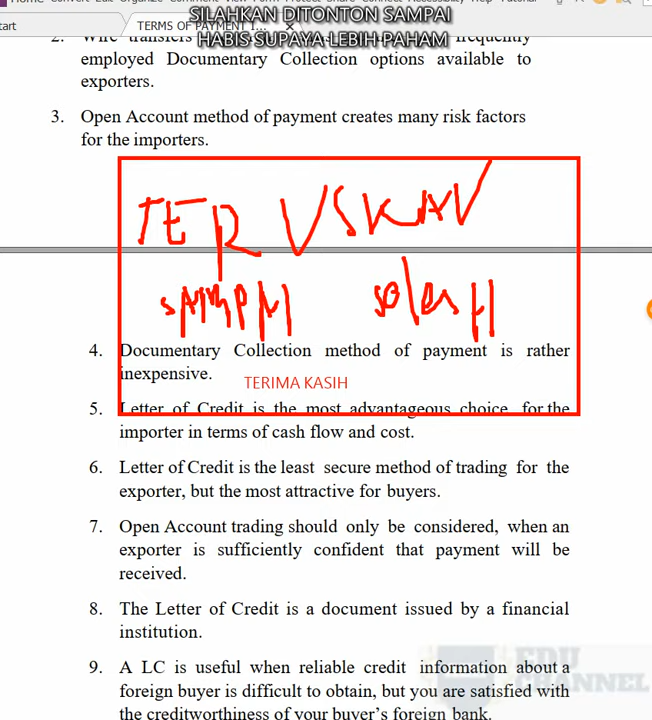 SILAHKAN DITONTON SAMPAI
HABIS SUPAYA LEBIH PAHAM
TERMS OF PAYMENT
2. Wire transfers frequently
employed Documentary Collection options available to
exporters.
3. Open Account method of payment creates many risk factors
for the importers.
4. Documentary Collection method of payment is rather
inexpensive.
TERIMA KASIH
5. Letter of Credit is the most advantageous choice for the
importer in terms of cash flow and cost.
6. Letter of Credit is the least secure method of trading for the
exporter, but the most attractive for buyers.
7. Open Account trading should only be considered, when an
exporter is sufficiently confident that payment will be
received.
8. The Letter of Credit is a document issued by a financial
institution.
9. A LC is useful when reliable credit information about a
foreign buyer is difficult to obtain, but you are satisfied with
the creditworthiness of your buyer's foreign bank.
EDU
CHANNEL